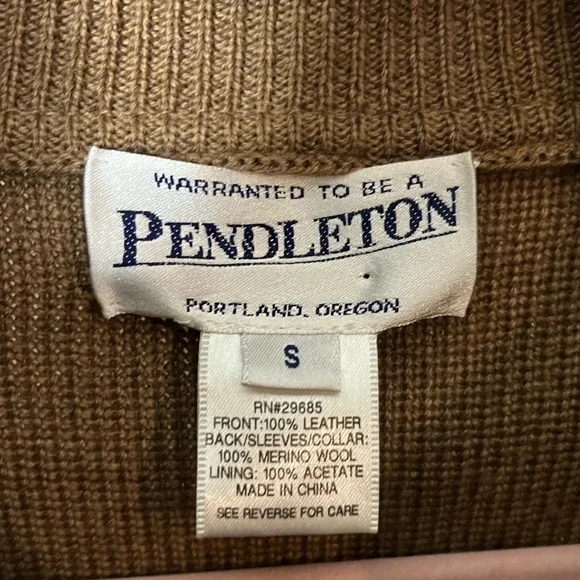 WARRANTED TO BE A
PENDLETON
PORTLAND, OREGON
S
RN#29685
FRONT:100% LEATHER
BACK/SLEEVES/COLLAR:
100% MERINO WOOL
LINING: 100% ACETATE
MADE IN CHINA
SEE REVERSE FOR CARE